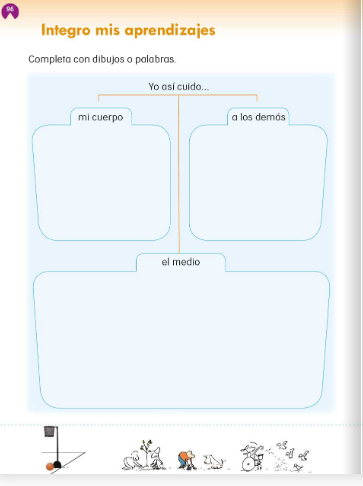 96
Integro mis aprendizajes
Completa con dibujos o palabras.
Yo así cuido...
mi cuerpo
a los demás
el medio